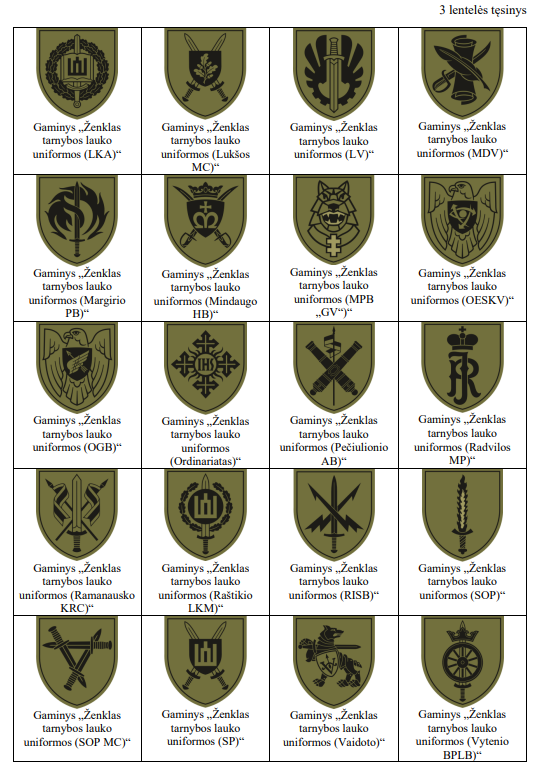 3 lentelės tęsinys
Gaminys „Ženklas
tarnybos lauko
uniformos (LKA)“
Gaminys „Ženklas
tarnybos lauko
uniformos (Lukšos
MC)“
Gaminys „Ženklas
tarnybos lauko
uniformos (LV)“
Gaminys „Ženklas
tarnybos lauko
uniformos (MDV)“
Gaminys „Ženklas
tarnybos lauko
uniformos (Margirio
PB)“
Gaminys „Ženklas
tarnybos lauko
uniformos (Mindaugo
HB)“
Gaminys „Ženklas
tarnybos lauko
uniformos (MPB
„GV“)“
Gaminys „Ženklas
tarnybos lauko
uniformos (OESKV)“
Gaminys „Ženklas
tarnybos lauko
uniformos (OGB)“
IHS
Gaminys „Ženklas
tarnybos lauko
uniformos
(Ordinariatas)“
Gaminys „Ženklas
tarnybos lauko
uniformos (Pečiulionio
AB)“
Gaminys „Ženklas
tarnybos lauko
uniformos (Radvilos
MP)“
Gaminys „Ženklas
tarnybos lauko
uniformos (Ramanausko
KRC)“
Gaminys „Ženklas
tarnybos lauko
uniformos (Raštikio
LKM)“
Gaminys „Ženklas
tarnybos lauko
uniformos (RISB)“
Gaminys „Ženklas
tarnybos lauko
uniformos (SOP)“
Gaminys „Ženklas
tarnybos lauko
uniformos (SOP MC)“
Gaminys „Ženklas
tarnybos lauko
uniformos (SP)“
Gaminys „Ženklas
tarnybos lauko
uniformos (Vaidoto)“
Gaminys „Ženklas
tarnybos lauko
uniformos (Vytenio
BPLB)“